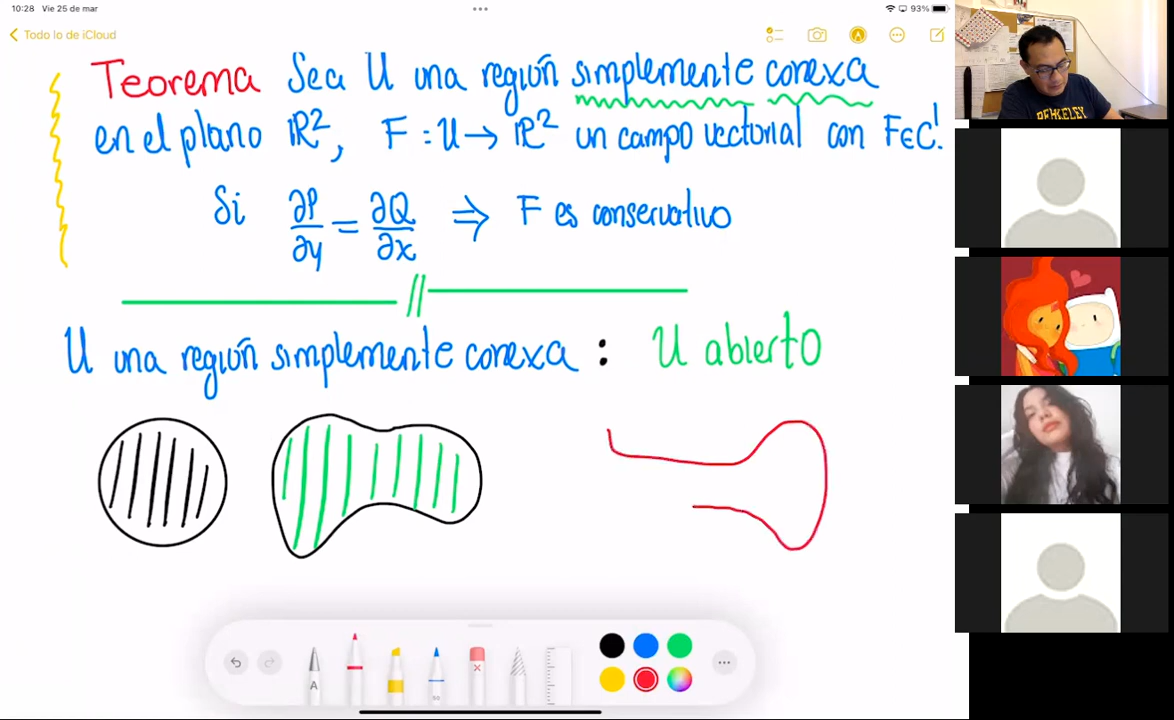 10:28 Vie 25 de mar
93%
Todo lo de iCloud
Teorema Sea U una región simplemente conexa
en el plano ℝ², F : U → ℝ² un campo vectorial con F∈C¹.
Si ∂P/∂y = ∂Q/∂x ⇒ F es conservativo
U una región simplemente conexa : U abierto
A
50
BERKELEY